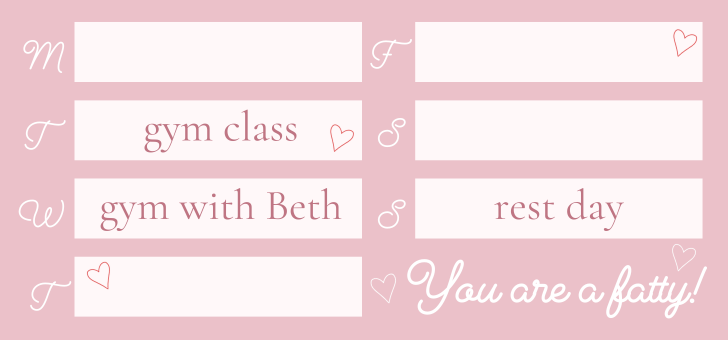 M
T gym class
W gym with Beth
T
F
S
S rest day
You are a fatty!